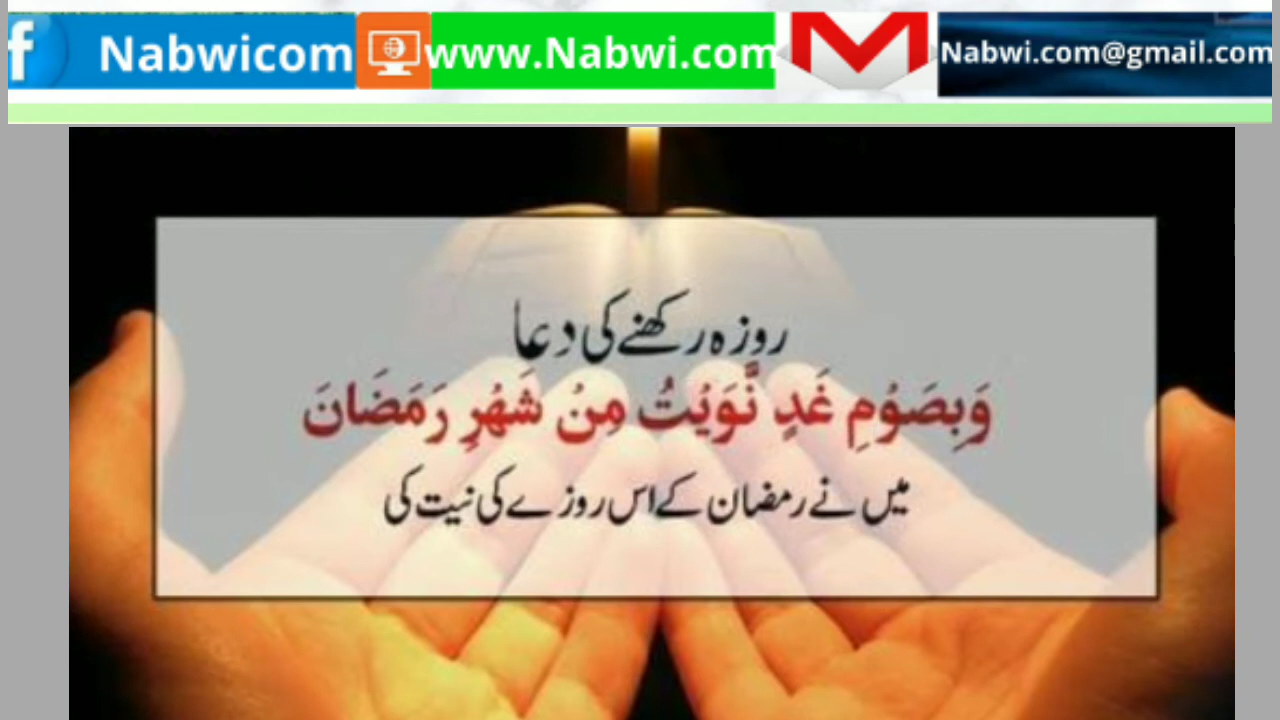 f Nabwicom www.Nabwi.com Nabwi.com@gmail.com
روزہ رکھنے کی دعا
وَبِصَوْمِ غَدٍ نَّوَيْتُ مِنْ شَهْرِ رَمَضَانَ
میں نے رمضان کے اس روزے کی نیت کی